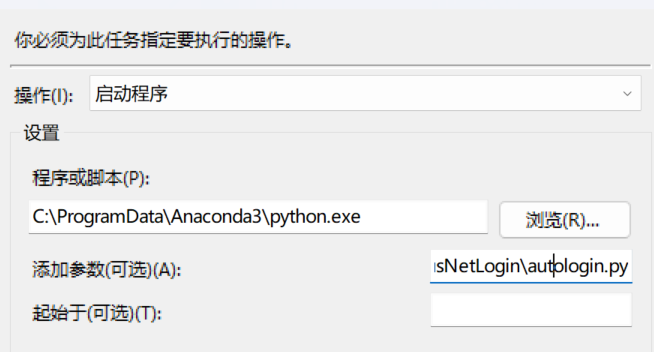 你必须为此任务指定要执行的操作。
操作(I): 启动程序
设置
程序或脚本(P):
C:\ProgramData\Anaconda3\python.exe 浏览(R)...
添加参数(可选)(A): sNetLogin\autologin.py
起始于(可选)(T):